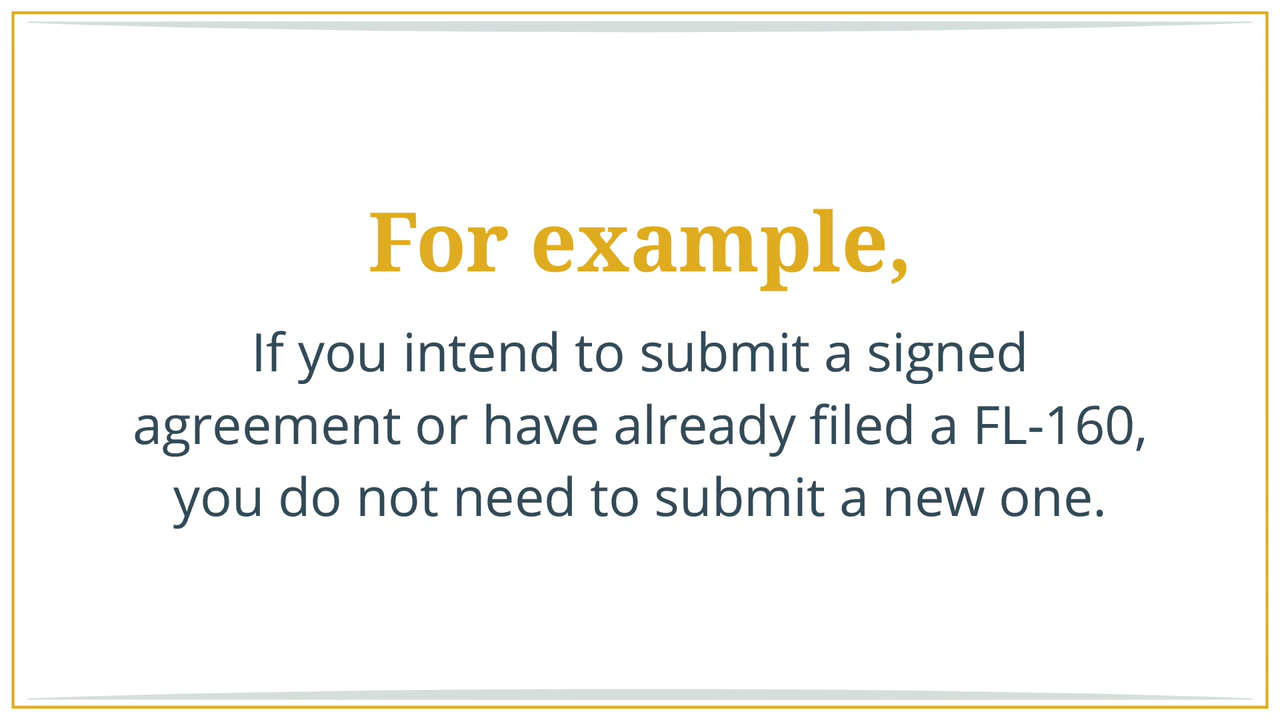 For example,
If you intend to submit a signed
agreement or have already filed a FL-160,
you do not need to submit a new one.